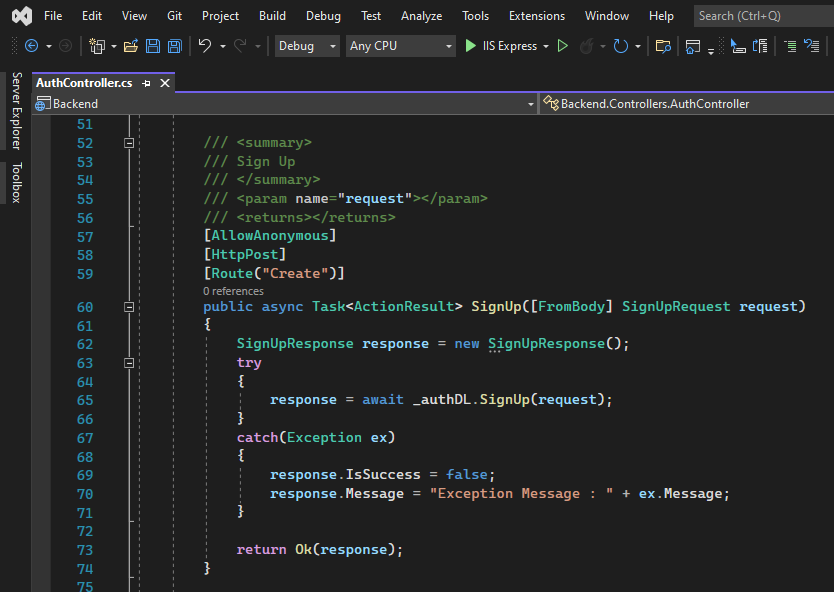 File Edit View Git Project Build Debug Test Analyze Tools Extensions Window Help Search (Ctrl+Q)
Debug Any CPU IIS Express
Server Explorer
Toolbox
AuthController.cs
Backend Backend.Controllers.AuthController
51
52 /// <summary>
53 /// Sign Up
54 /// </summary>
55 /// <param name="request"></param>
56 /// <returns></returns>
57 [AllowAnonymous]
58 [HttpPost]
59 [Route("Create")]
0 references
60 public async Task<ActionResult> SignUp([FromBody] SignUpRequest request)
61 {
62 SignUpResponse response = new SignUpResponse();
63 try
64 {
65 response = await _authDL.SignUp(request);
66 }
67 catch(Exception ex)
68 {
69 response.IsSuccess = false;
70 response.Message = "Exception Message : " + ex.Message;
71 }
72
73 return Ok(response);
74 }
75